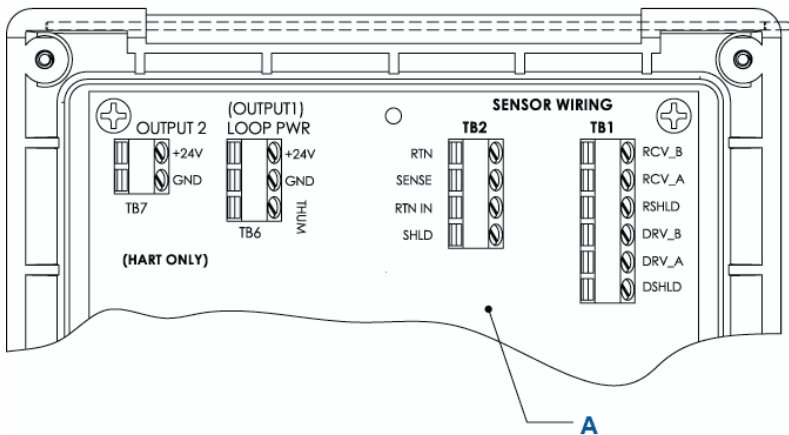 OUTPUT 2
+24V
GND
TB7
(HART ONLY)
(OUTPUT1)
LOOP PWR
+24V
GND
THUM
TB6
SENSOR WIRING
TB2
RTN
SENSE
RTN IN
SHLD
TB1
RCV_B
RCV_A
RSHLD
DRV_B
DRV_A
DSHLD
A